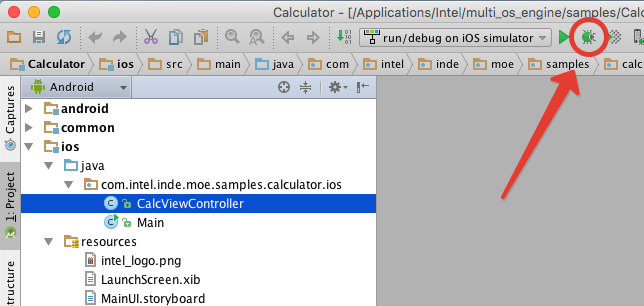 Calculator - [/Applications/Intel/multi_os_engine/samples/Calcu
run/debug on iOS simulator
Calculator ios src main java com intel inde moe samples calc
Android
Captures
1: Project
structure
android
common
ios
java
com.intel.inde.moe.samples.calculator.ios
CalcViewController
Main
resources
intel_logo.png
LaunchScreen.xib
MainUI.storyboard